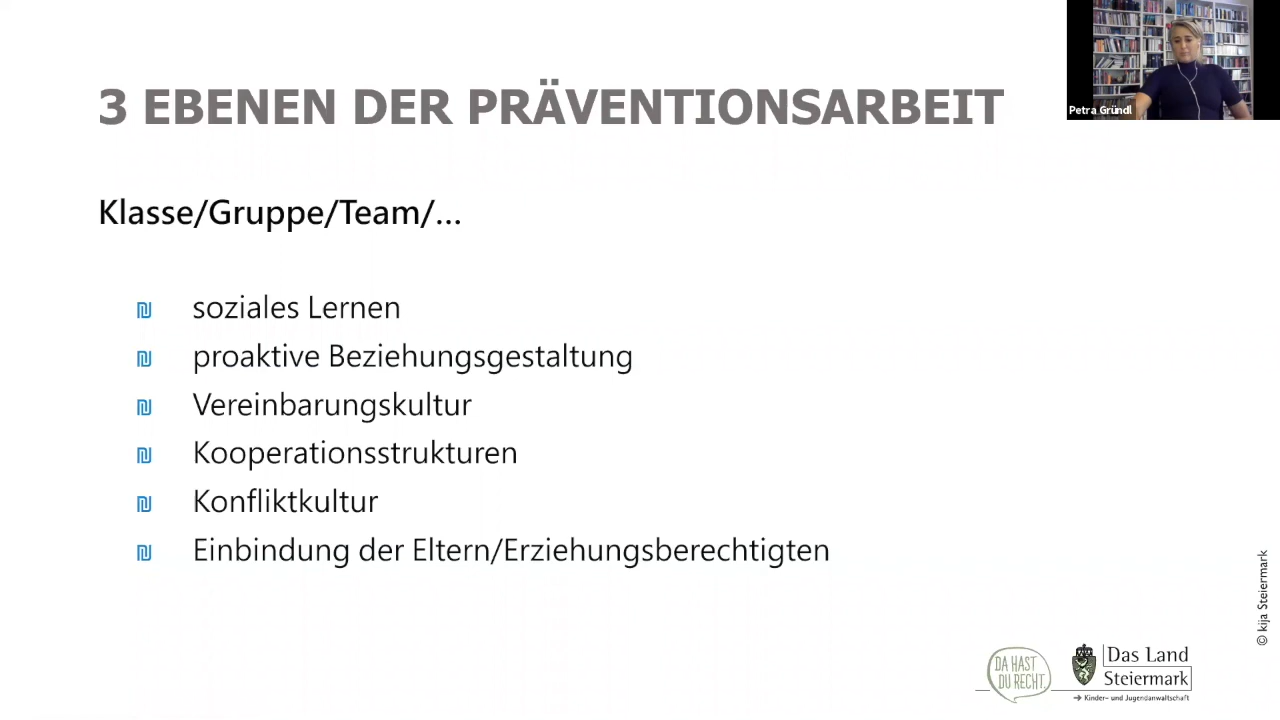 3 EBENEN DER PRÄVENTIONSARBEIT
Petra Gründl
Klasse/Gruppe/Team/...
₪ soziales Lernen
₪ proaktive Beziehungsgestaltung
₪ Vereinbarungskultur
₪ Kooperationsstrukturen
₪ Konfliktkultur
₪ Einbindung der Eltern/Erziehungsberechtigten
© kija Steiermark
DA HAST
DU RECHT.
Das Land
Steiermark
→ Kinder- und Jugendanwaltschaft